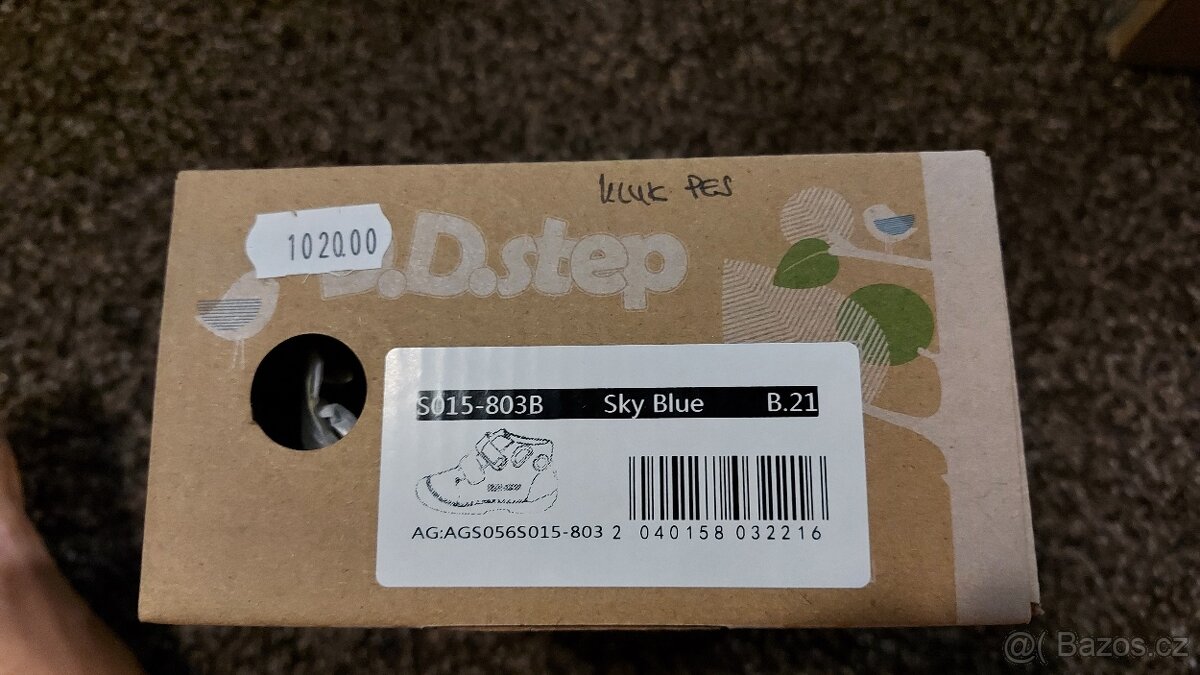 KLUK PES
1020.00
D.D.step
S015-803B Sky Blue B.21
AG:AGS056S015-803 2 040158 032216
@( Bazos.cz